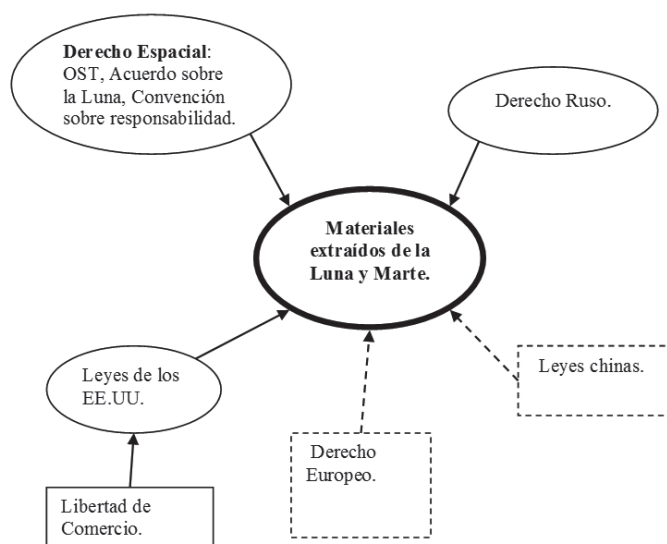 Derecho Espacial:
OST, Acuerdo sobre
la Luna, Convención
sobre responsabilidad.
Derecho Ruso.
Materiales
extraídos de la
Luna y Marte.
Leyes de los
EE.UU.
Leyes chinas.
Derecho
Europeo.
Libertad de
Comercio.